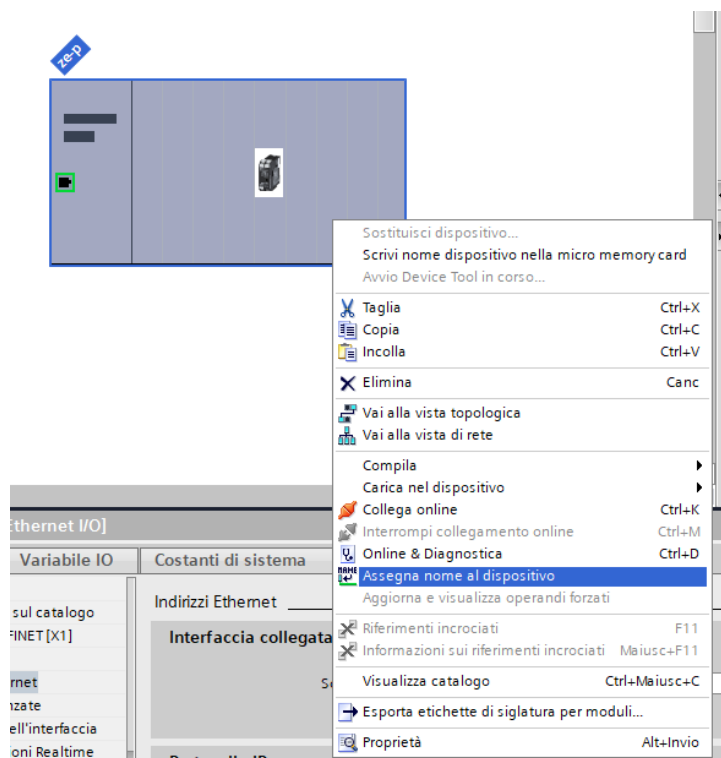 ze-p
Sostituisci dispositivo...
Scrivi nome dispositivo nella micro memory card
Avvio Device Tool in corso...
Taglia Ctrl+X
Copia Ctrl+C
Incolla Ctrl+V
Elimina Canc
Vai alla vista topologica
Vai alla vista di rete
Compila
Carica nel dispositivo
Collega online Ctrl+K
Interrompi collegamento online Ctrl+M
Online & Diagnostica Ctrl+D
NAME Assegna nome al dispositivo
Aggiorna e visualizza operandi forzati
Riferimenti incrociati F11
Informazioni sui riferimenti incrociati Maiusc+F11
Visualizza catalogo Ctrl+Maiusc+C
Esporta etichette di siglatura per moduli...
Proprietà Alt+Invio
Ethernet I/O]
Variabile IO Costanti di sistema
sul catalogo
FINET [X1]
rnet
nzate
ell'interfaccia
oni Realtime
Indirizzi Ethernet
Interfaccia collegata